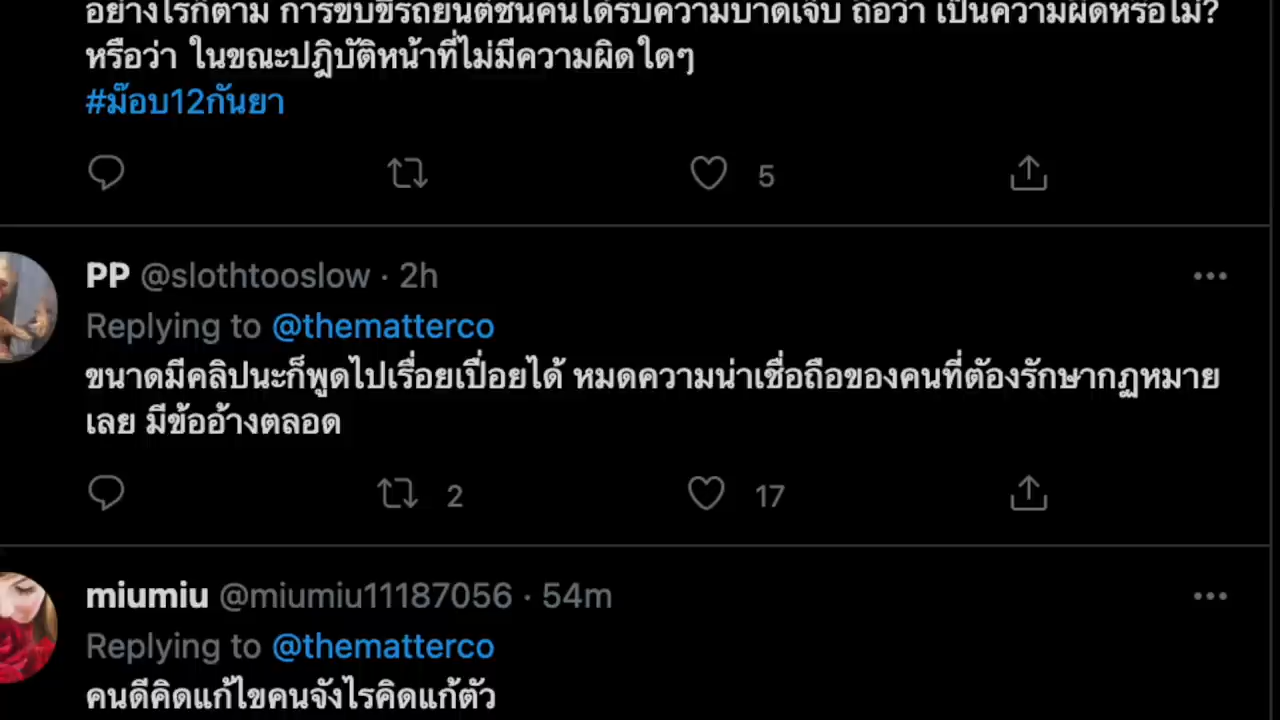 อย่างไรก็ตาม การขับขี่รถยนต์ชนคนได้รับความบาดเจ็บ ถือว่า เป็นความผิดหรือไม่?
หรือว่า ในขณะปฎิบัติหน้าที่ไม่มีความผิดใดๆ
#ม๊อบ12กันยา
5
PP @slothtooslow · 2h
Replying to @thematterco
ขนาดมีคลิปนะก็พูดไปเรื่อยเปื่อยได้ หมดความน่าเชื่อถือของคนที่ต้องรักษากฏหมาย
เลย มีข้ออ้างตลอด
2 17
miumiu @miumiu11187056 · 54m
Replying to @thematterco
คนดีคิดแก้ไขคนจังไรคิดแก้ตัว